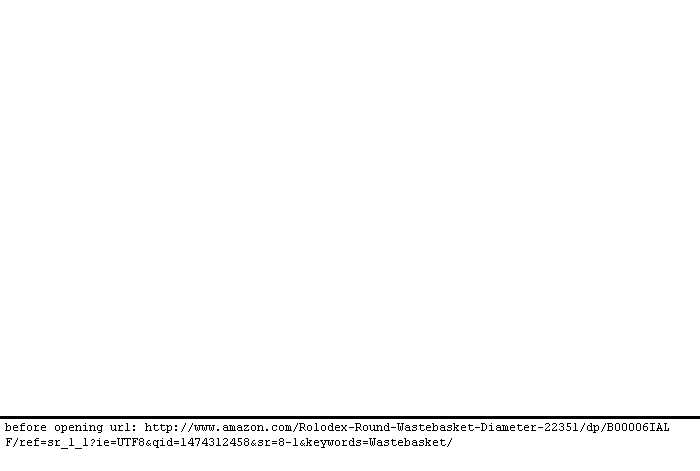 before opening url: http://www.amazon.com/Rolodex-Round-Wastebasket-Diameter-22351/dp/B00006IAL
F/ref=sr_1_1?ie=UTF8&qid=1474312458&sr=8-1&keywords=Wastebasket/